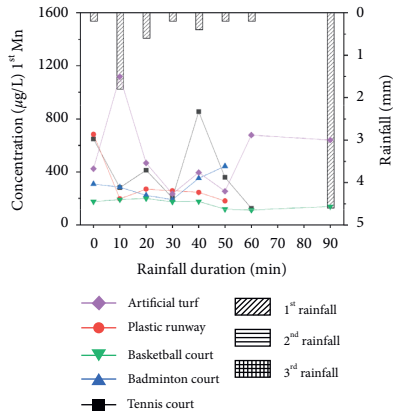 1600
1200
800
400
0
Concentration (µg/L) 1st Mn
0
1
2
3
4
5
Rainfall (mm)
0 10 20 30 40 50 60 70 80 90
Rainfall duration (min)
Artificial turf
Plastic runway
Basketball court
Badminton court
Tennis court
1st rainfall
2nd rainfall
3rd rainfall